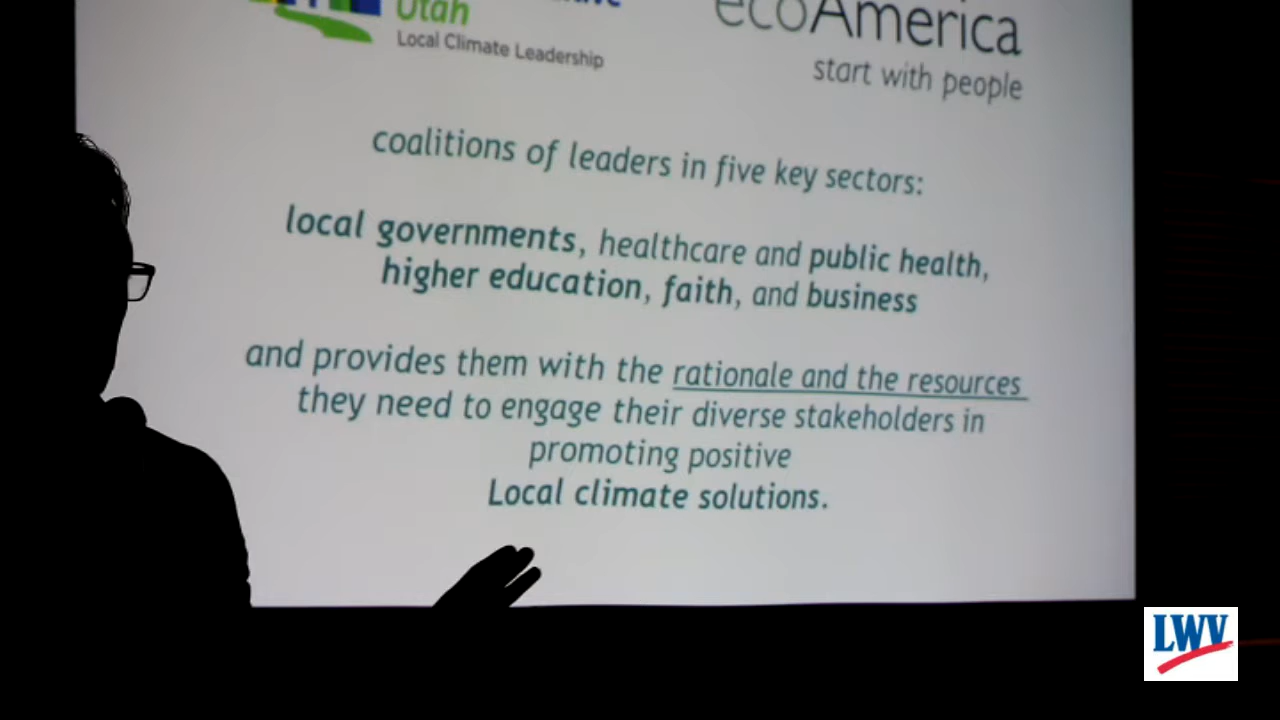 Utah
Local Climate Leadership
ecoAmerica
start with people
coalitions of leaders in five key sectors:
local governments, healthcare and public health,
higher education, faith, and business
and provides them with the rationale and the resources
they need to engage their diverse stakeholders in
promoting positive
Local climate solutions.
LWV